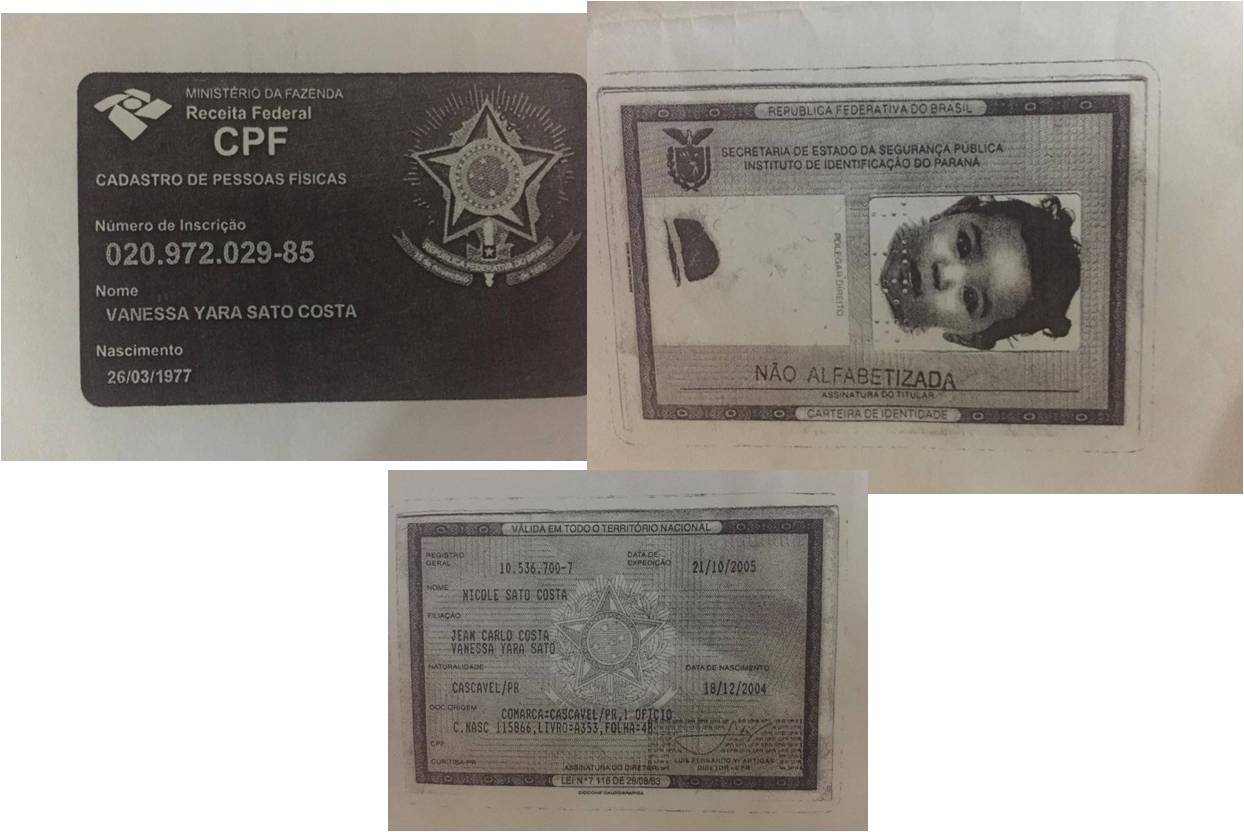 MINISTÉRIO DA FAZENDA
Receita Federal
CPF
CADASTRO DE PESSOAS FÍSICAS
Número de Inscrição
020.972.029-85
Nome
VANESSA YARA SATO COSTA
Nascimento
26/03/1977
REPÚBLICA FEDERATIVA DO BRASIL
15 de novembro de 1889
REPÚBLICA FEDERATIVA DO BRASIL
SECRETARIA DE ESTADO DA SEGURANÇA PÚBLICA
INSTITUTO DE IDENTIFICAÇÃO DO PARANÁ
POLEGAR DIREITO
NÃO ALFABETIZADA
ASSINATURA DO TITULAR
CARTEIRA DE IDENTIDADE
VÁLIDA EM TODO O TERRITÓRIO NACIONAL
REGISTRO GERAL 10.536.700-7 DATA DE EXPEDIÇÃO 21/10/2005
NOME
NICOLE SATO COSTA
FILIAÇÃO
JEAN CARLO COSTA
VANESSA YARA SATO
NATURALIDADE DATA DE NASCIMENTO
CASCAVEL/PR 18/12/2004
DOC ORIGEM
COMARCA=CASCAVEL/PR,1 OFICIO
C.NASC 115866,LIVRO=A353,FOLHA=4
CPF
CURITIBA-PR
ASSINATURA DO DIRETOR
LUIS FERNANDO V. ARTIGAS
DIRETOR
LEI Nº 7.116 DE 29/08/83